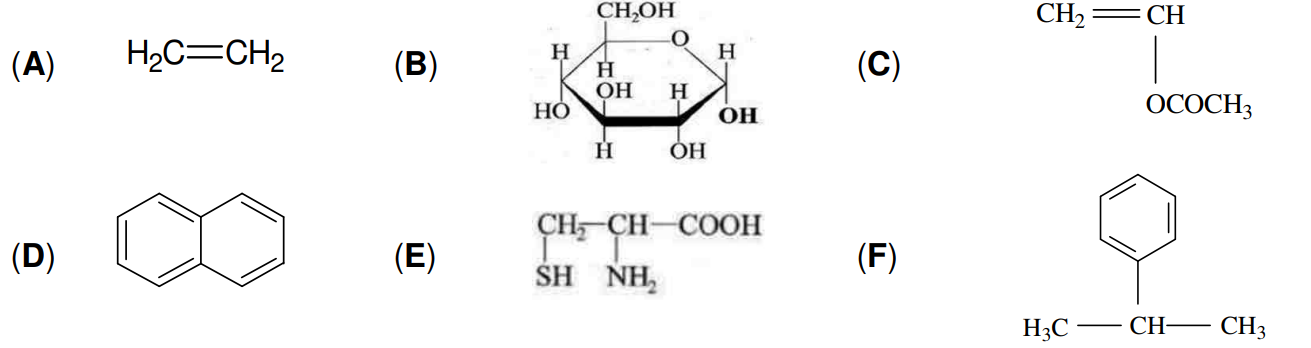 (A) H₂C=CH₂
(B)
CH₂OH
O
H H
H
OH H
HO OH
H OH
(C)
CH₂=CH
OCOCH₃
(D)
(E)
CH₂—CH—COOH
SH NH₂
(F)
H₃C—CH—CH₃